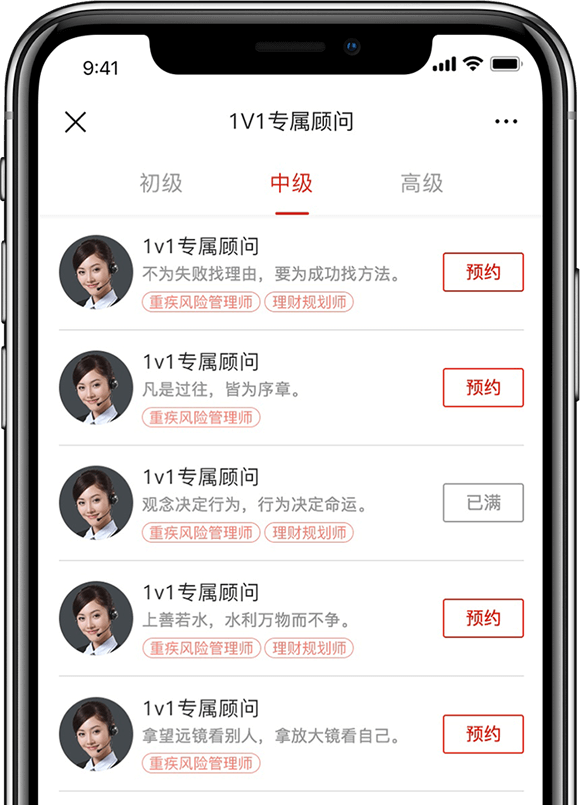 9:41
1V1专属顾问
初级 中级 高级
1v1专属顾问
不为失败找理由，要为成功找方法。
预约
重疾风险管理师 理财规划师
1v1专属顾问
凡是过往，皆为序章。
预约
重疾风险管理师
1v1专属顾问
观念决定行为，行为决定命运。
已满
重疾风险管理师 理财规划师
1v1专属顾问
上善若水，水利万物而不争。
预约
重疾风险管理师 理财规划师
1v1专属顾问
拿望远镜看别人，拿放大镜看自己。
预约
重疾风险管理师